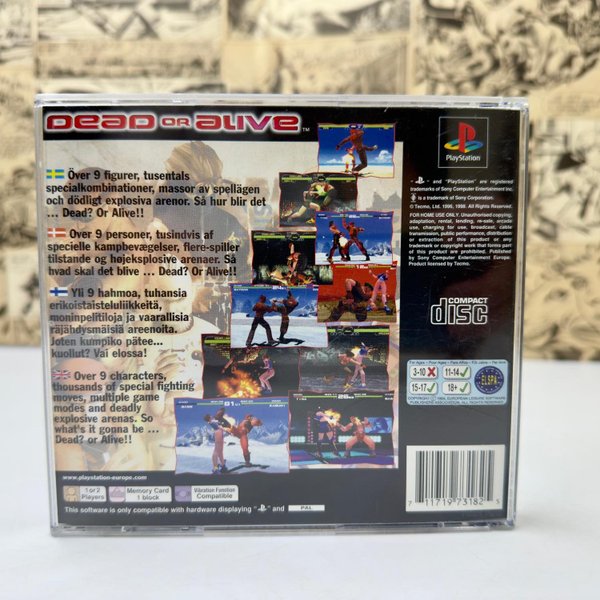 DEAD OR ALIVE™
Över 9 figurer, tusentals
specialkombinationer, massor av spellägen
och dödligt explosiva arenor. Så hur blir det
... Dead? Or Alive!!
Over 9 personer, tusindvis af
specielle kampbevægelser, flere-spiller
tilstande og højeksplosive arenaer. Så
hvad skal det blive ... Dead? Or Alive!!
Yli 9 hahmoa, tuhansia
erikoistaisteluliikkeitä,
moninpelitiloja ja vaarallisia
räjähdysmäisiä areenoita.
Joten kumpiko pätee...
kuollut? Vai elossa!
Over 9 characters,
thousands of special fighting
moves, multiple game
modes and deadly
explosive arenas. So
what's it gonna be ...
Dead? Or Alive!!
www.playstation-europe.com
1 or 2
Players
Memory Card
1 block
Vibration Function
Compatible
This software is only compatible with hardware displaying " " and PAL
PlayStation
" " and "PlayStation" are registered
trademarks of Sony Computer Entertainment Inc.
is a trademark of Sony Corporation.
© Tecmo, Ltd. 1996, 1998. All Rights Reserved.
FOR HOME USE ONLY. Unauthorised copying,
adaptation, rental, lending, re-sale, arcade
use, charging for use, broadcast, cable
transmission, public performance, distribution
or extraction of this product or any
trademark or copyright work that forms part
of this product are prohibited. Published
by Sony Computer Entertainment Europe.
Product licensed by Tecmo.
COMPACT
disc
3-10
11-14
15-17
18+
ELSPA
7 11719 73182 5